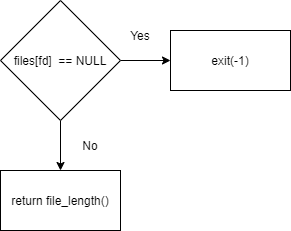 Yes
files[fd]  == NULL
exit(-1)
No
return file_length()